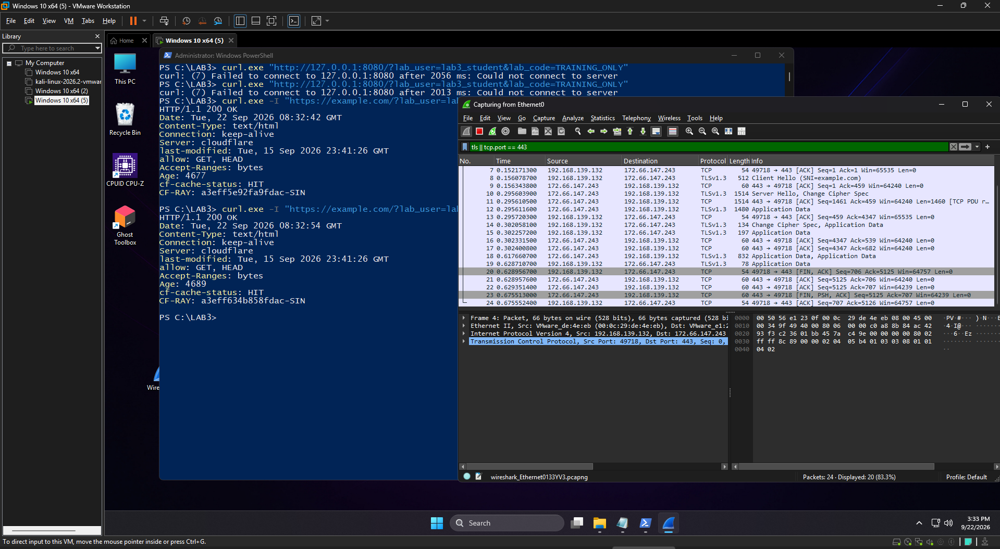 Windows 10 x64 (5) - VMware Workstation
File Edit View VM Tabs Help
Library
Type here to search
My Computer
Windows 10 x64
kali-linux-2026.2-vmwar
Windows 10 x64 (2)
Windows 10 x64 (5)
Home
Windows 10 x64 (5)
This PC
Recycle Bin
CPUID CPU-Z
Ghost
Toolbox
Wire
Administrator: Windows PowerShell
PS C:\LAB3> curl.exe "http://127.0.0.1:8080/?lab_user=lab3_student&lab_code=TRAINING_ONLY"
curl: (7) Failed to connect to 127.0.0.1:8080 after 2056 ms: Could not connect to server
PS C:\LAB3> curl.exe "http://127.0.0.1:8080/?lab_user=lab3_student&lab_code=TRAINING_ONLY"
curl: (7) Failed to connect to 127.0.0.1:8080 after 2013 ms: Could not connect to server
PS C:\LAB3> curl.exe -I "https://example.com/?lab_user=lal
HTTP/1.1 200 OK
Date: Tue, 22 Sep 2026 08:32:42 GMT
Content-Type: text/html
Connection: keep-alive
Server: cloudflare
last-modified: Tue, 15 Sep 2026 23:41:26 GMT
allow: GET, HEAD
Accept-Ranges: bytes
Age: 4677
cf-cache-status: HIT
CF-RAY: a3eff5e92fa9fdac-SIN
PS C:\LAB3> curl.exe -I "https://example.com/?lab_user=lal
HTTP/1.1 200 OK
Date: Tue, 22 Sep 2026 08:32:54 GMT
Content-Type: text/html
Connection: keep-alive
Server: cloudflare
last-modified: Tue, 15 Sep 2026 23:41:26 GMT
allow: GET, HEAD
Accept-Ranges: bytes
Age: 4689
cf-cache-status: HIT
CF-RAY: a3eff634b858fdac-SIN
PS C:\LAB3>
Capturing from Ethernet0
File Edit View Go Capture Analyze Statistics Telephony Wireless Tools Help
tls || tcp.port == 443
No. Time Source Destination Protocol Length Info
7 0.152171300 192.168.139.132 172.66.147.243 TCP 54 49718 → 443 [ACK] Seq=1 Ack=1 Win=65535 Len=0
8 0.156078700 192.168.139.132 172.66.147.243 TLSv1.3 512 Client Hello (SNI=example.com)
9 0.156343800 172.66.147.243 192.168.139.132 TCP 60 443 → 49718 [ACK] Seq=1 Ack=459 Win=64240 Len=0
10 0.295603900 172.66.147.243 192.168.139.132 TLSv1.3 1514 Server Hello, Change Cipher Spec
11 0.295610500 172.66.147.243 192.168.139.132 TCP 1514 443 → 49718 [ACK] Seq=1461 Ack=459 Win=64240 Len=1460 [TCP PDU r…
12 0.295611600 172.66.147.243 192.168.139.132 TLSv1.3 1480 Application Data
13 0.295720300 192.168.139.132 172.66.147.243 TCP 54 49718 → 443 [ACK] Seq=459 Ack=4347 Win=65535 Len=0
14 0.302058100 192.168.139.132 172.66.147.243 TLSv1.3 134 Change Cipher Spec, Application Data
15 0.302257200 192.168.139.132 172.66.147.243 TLSv1.3 197 Application Data
16 0.302331500 172.66.147.243 192.168.139.132 TCP 60 443 → 49718 [ACK] Seq=4347 Ack=539 Win=64240 Len=0
17 0.302400800 172.66.147.243 192.168.139.132 TCP 60 443 → 49718 [ACK] Seq=4347 Ack=682 Win=64240 Len=0
18 0.617660700 172.66.147.243 192.168.139.132 TLSv1.3 832 Application Data, Application Data
19 0.628710700 192.168.139.132 172.66.147.243 TLSv1.3 78 Application Data
20 0.628956700 192.168.139.132 172.66.147.243 TCP 54 49718 → 443 [FIN, ACK] Seq=706 Ack=5125 Win=64757 Len=0
21 0.628957600 172.66.147.243 192.168.139.132 TCP 60 443 → 49718 [ACK] Seq=5125 Ack=706 Win=64240 Len=0
22 0.629351400 172.66.147.243 192.168.139.132 TCP 60 443 → 49718 [ACK] Seq=5125 Ack=707 Win=64239 Len=0
23 0.675513000 172.66.147.243 192.168.139.132 TCP 60 443 → 49718 [FIN, PSH, ACK] Seq=5125 Ack=707 Win=64239 Len=0
24 0.675552400 192.168.139.132 172.66.147.243 TCP 54 49718 → 443 [ACK] Seq=707 Ack=5126 Win=64757 Len=0
Frame 4: Packet, 66 bytes on wire (528 bits), 66 bytes captured (528 bi
Ethernet II, Src: VMware_de:4e:eb (00:0c:29:de:4e:eb), Dst: VMware_e1:2
Internet Protocol Version 4, Src: 192.168.139.132, Dst: 172.66.147.243
Transmission Control Protocol, Src Port: 49718, Dst Port: 443, Seq: 0,
0000 00 50 56 e1 23 0f 00 0c 29 de 4e eb 08 00 45 00 ·PV·#··· )·N···E
0010 00 34 9f 49 40 00 80 06 00 00 c0 a8 8b 84 ac 42 ·4·I@···
0020 93 f3 c2 36 01 bb 45 7a c4 9e 00 00 00 00 80 02 ···6··Ez ·······
0030 ff ff 8c 89 00 00 02 04 05 b4 01 03 03 08 01 01 ········ ·······
0040 04 02 ··
wireshark_Ethernet0133YV3.pcapng
Packets: 24 · Displayed: 20 (83.3%)
Profile: Default
Search
3:33 PM
9/22/2026
To direct input to this VM, move the mouse pointer inside or press Ctrl+G.